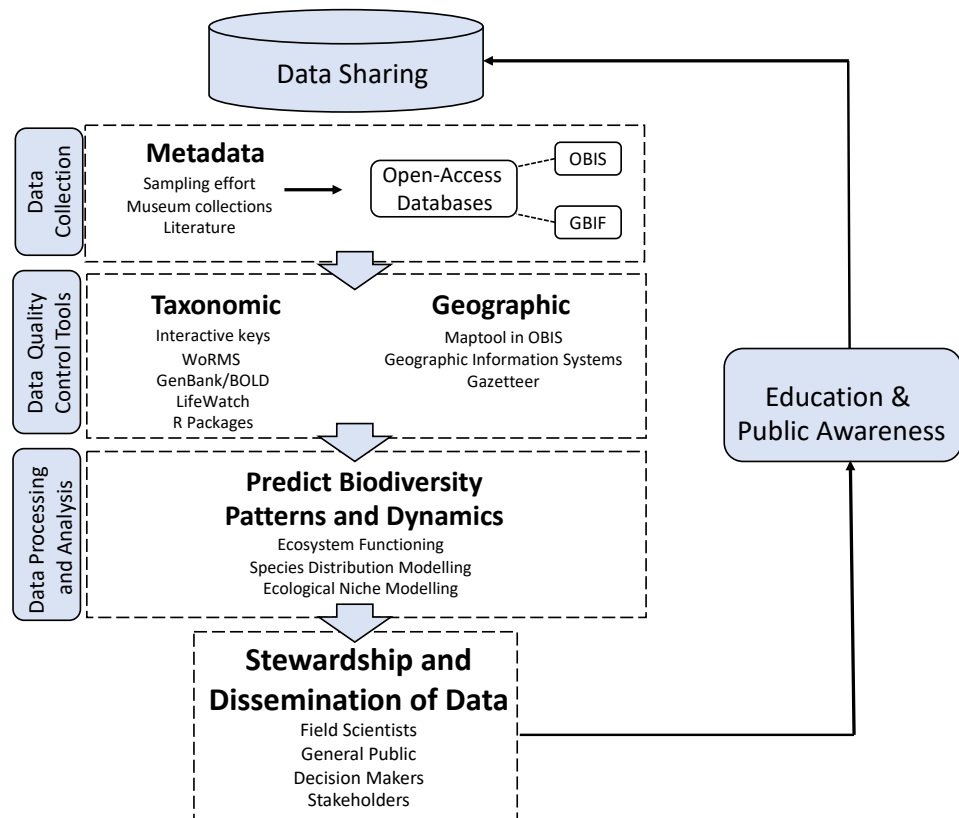 Data Sharing
Data
Collection
Metadata
Sampling effort
Museum collections
Literature
Open-Access
Databases
OBIS
GBIF
Data Quality
Control Tools
Taxonomic
Interactive keys
WoRMS
GenBank/BOLD
LifeWatch
R Packages
Geographic
Maptool in OBIS
Geographic Information Systems
Gazetteer
Education &
Public Awareness
Data Processing
and Analysis
Predict Biodiversity
Patterns and Dynamics
Ecosystem Functioning
Species Distribution Modelling
Ecological Niche Modelling
Stewardship and
Dissemination of Data
Field Scientists
General Public
Decision Makers
Stakeholders